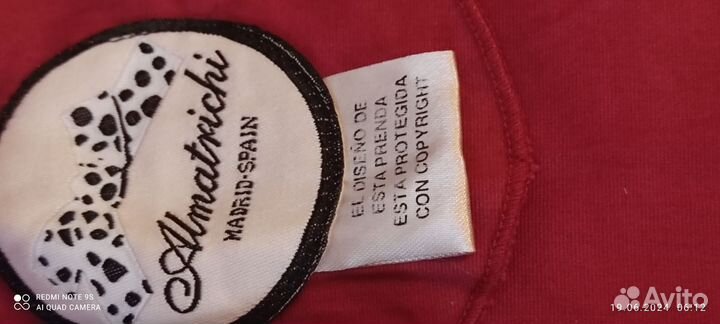 Almatrichi
MADRID-SPAIN
EL DISEÑO DE
ESTA PRENDA
ESTA PROTEGIDA
CON COPYRIGHT
REDMI NOTE 9S
AI QUAD CAMERA
19.06.2024 06:12
Avito